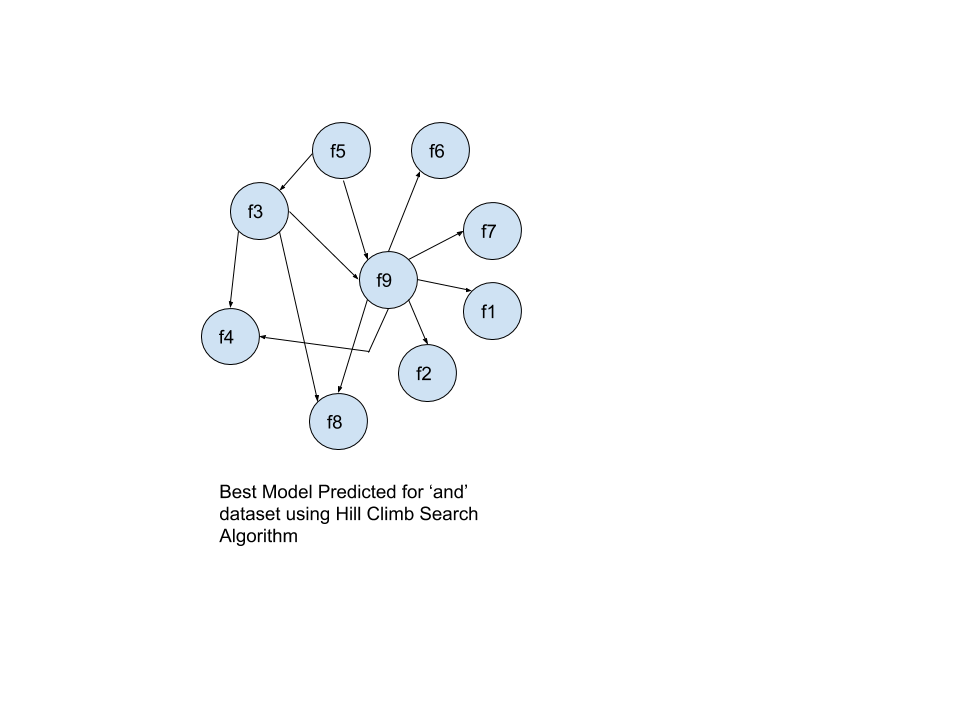 f5
f6
f3
f7
f9
f1
f4
f2
f8
Best Model Predicted for ‘and’
dataset using Hill Climb Search
Algorithm